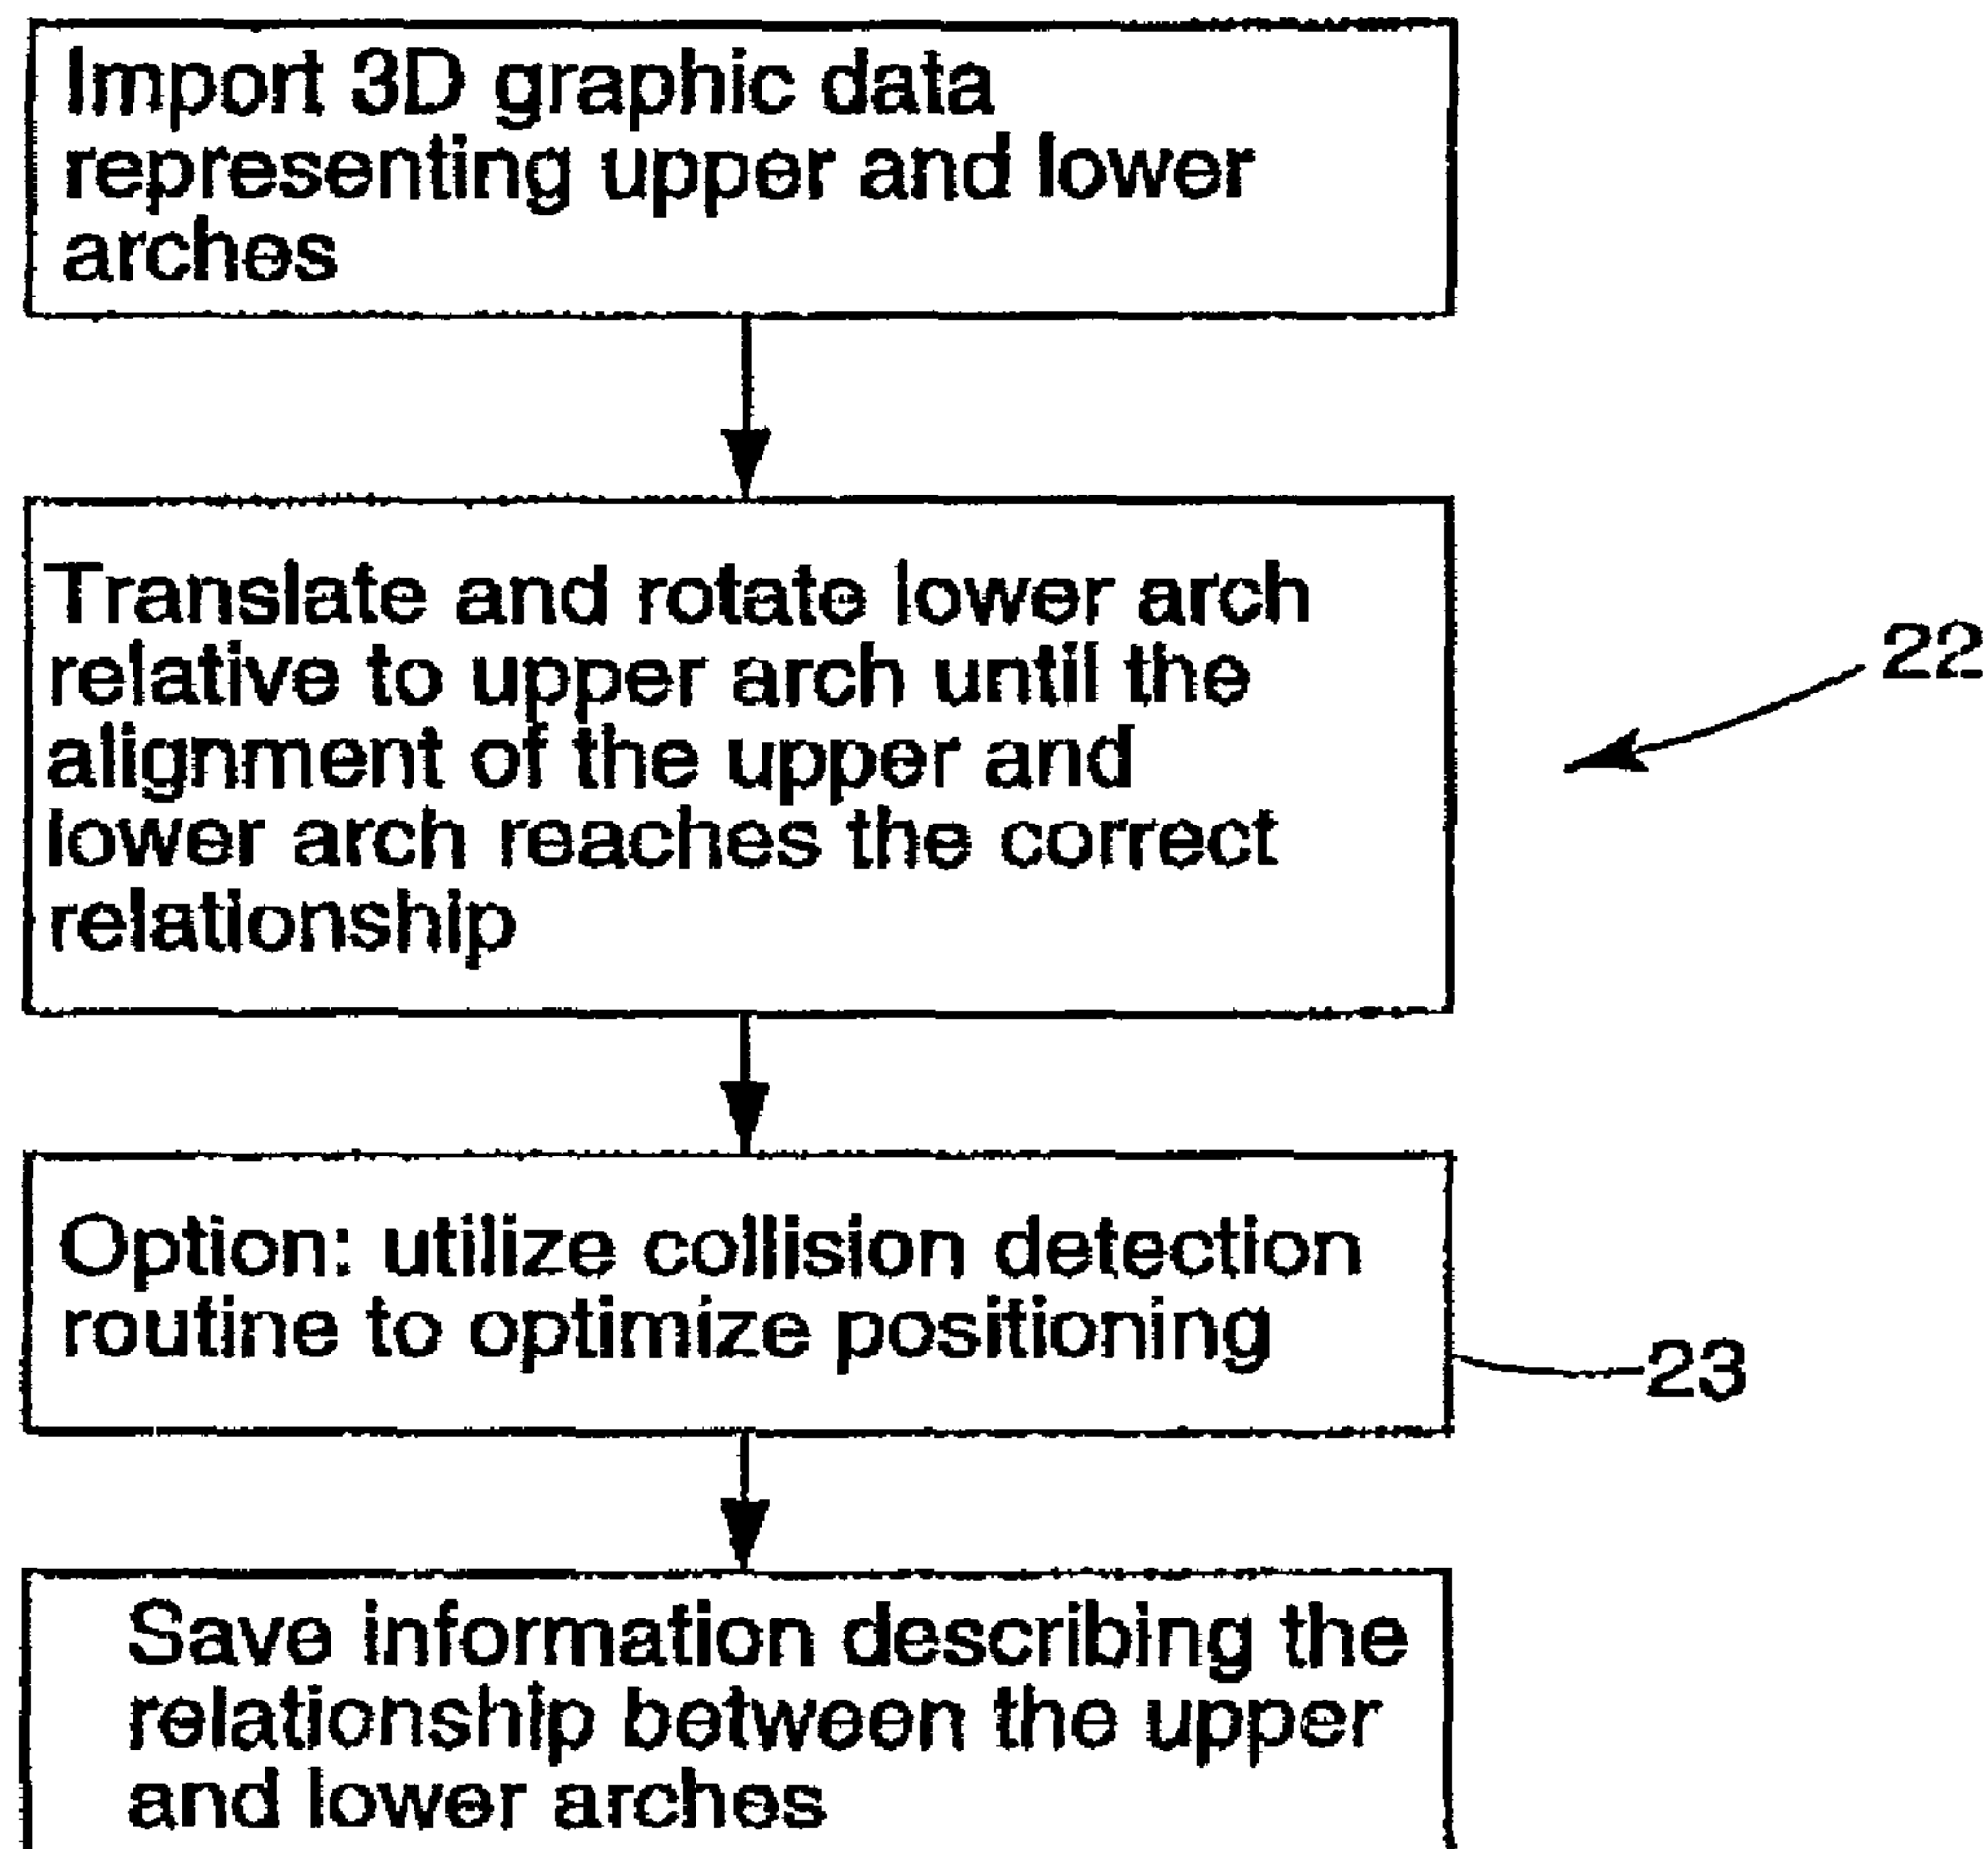 Import 3D graphic data
representing upper and lower
arches
Translate and rotate lower arch
relative to upper arch until the
alignment of the upper and
lower arch reaches the correct
relationship
22
Option: utilize collision detection
routine to optimize positioning
23
Save information describing the
relationship between the upper
and lower arches